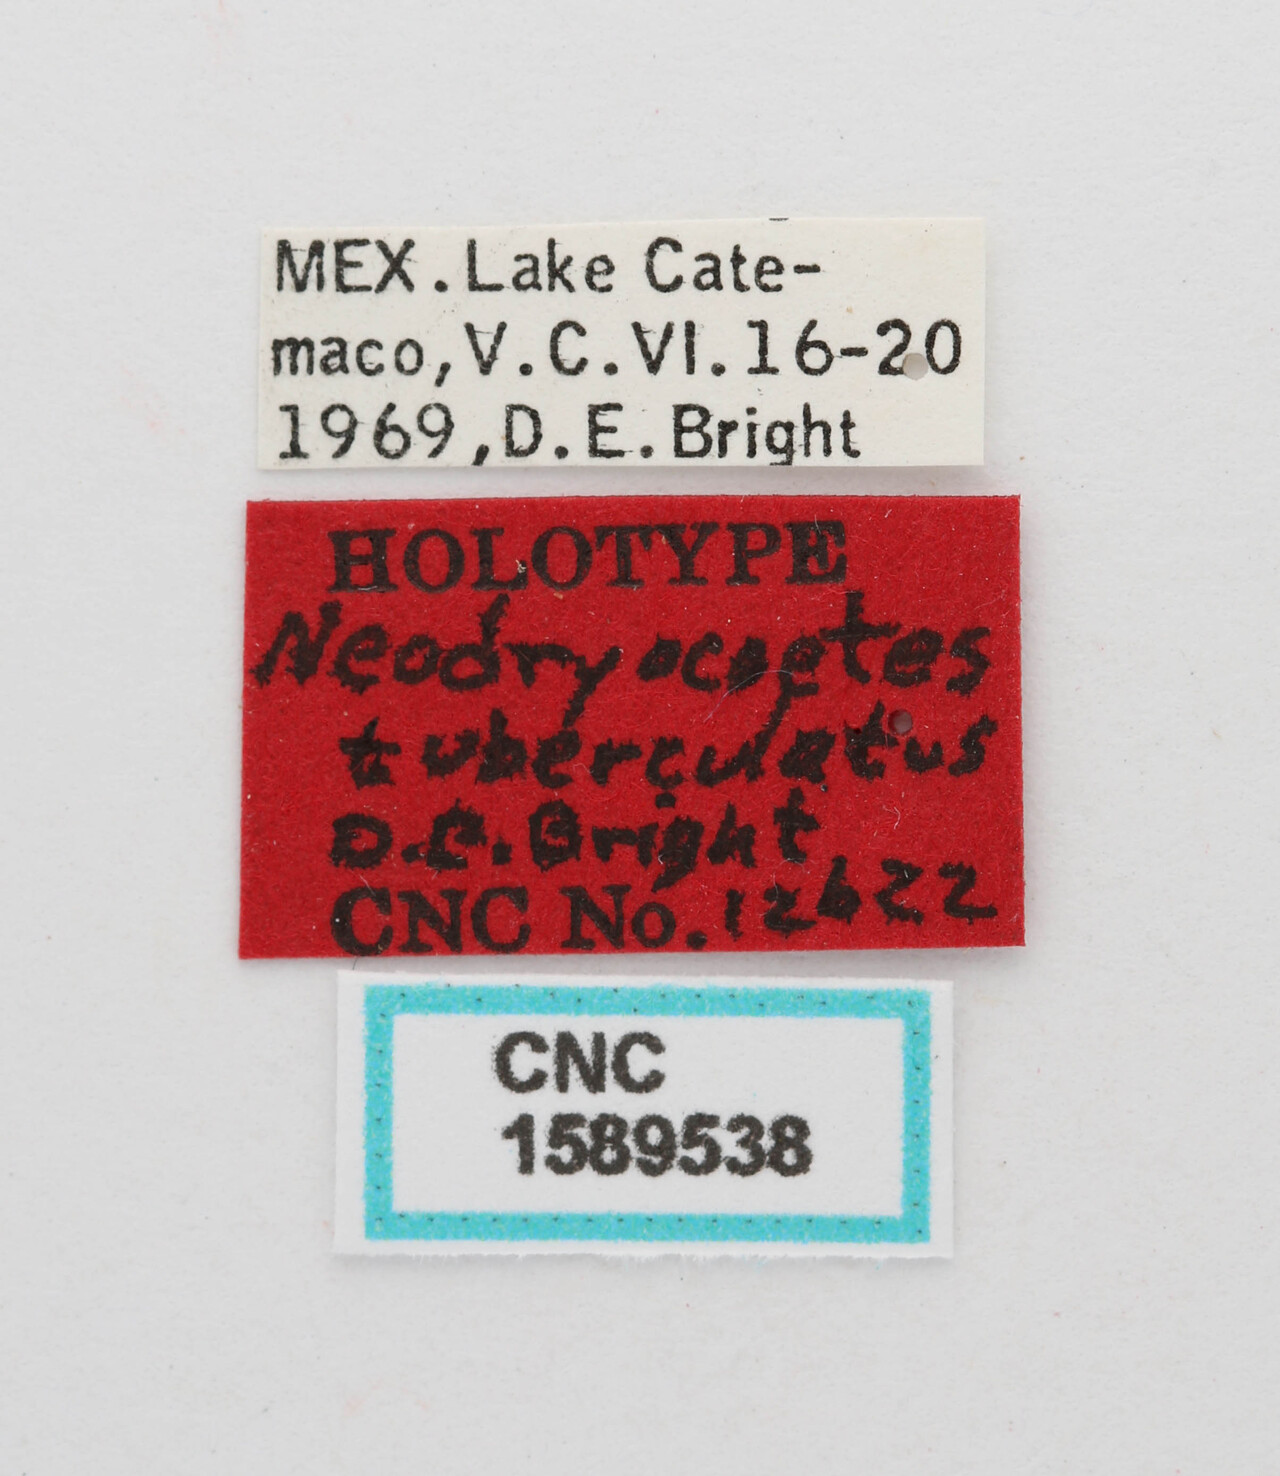 MEX. Lake Cate-
maco, V.C. VI. 16-20
1969, D.E. Bright
HOLOTYPE
Neodryocoetes
tuberculatus
D.E. Bright
CNC No. 12622
CNC
1589538